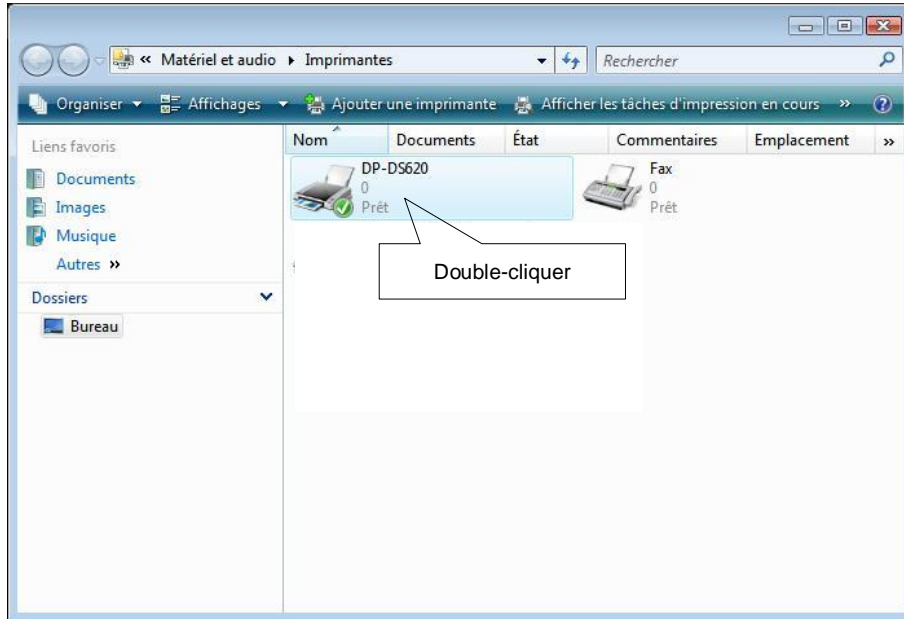 « Matériel et audio Imprimantes Rechercher
Organiser Affichages Ajouter une imprimante Afficher les tâches d'impression en cours »
Liens favoris
Documents
Images
Musique
Autres »
Dossiers
Bureau
Nom Documents État Commentaires Emplacement »
DP-DS620
0
Prêt
Fax
0
Prêt
Double-cliquer